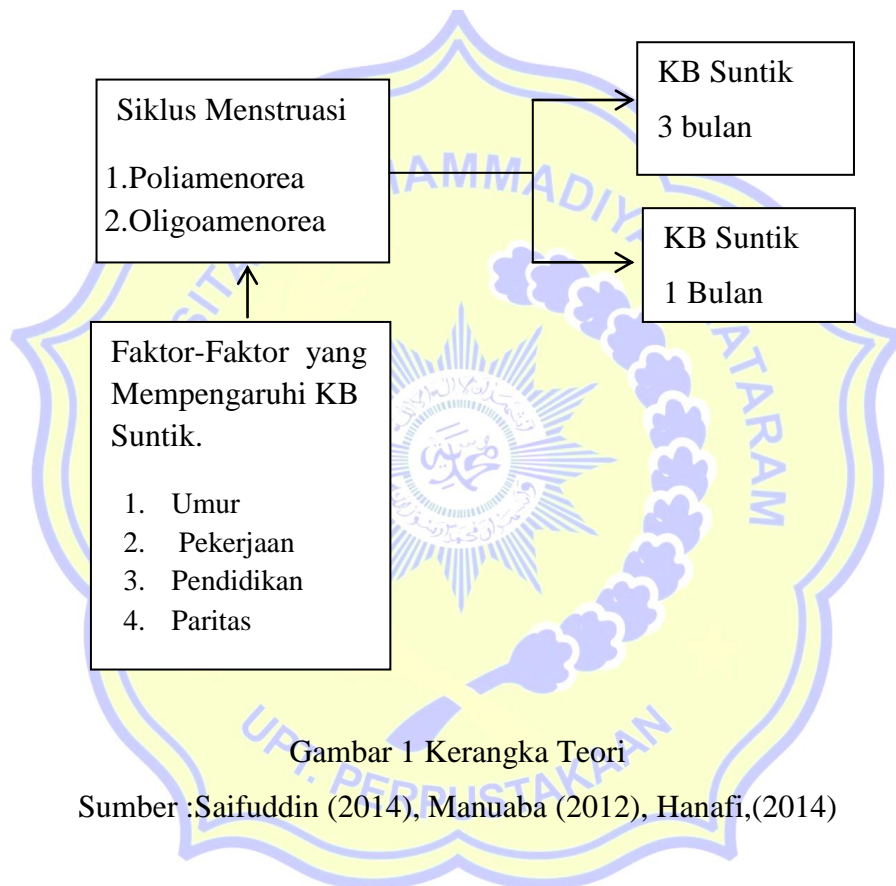 Siklus Menstruasi
1.Poliamenorea
2.Oligoamenorea
KB Suntik
3 bulan
KB Suntik
1 Bulan
Faktor-Faktor yang
Mempengaruhi KB
Suntik.
1. Umur
2. Pekerjaan
3. Pendidikan
4. Paritas
UPT. PERPUSTAKAAN
Gambar 1 Kerangka Teori
Sumber :Saifuddin (2014), Manuaba (2012), Hanafi,(2014)